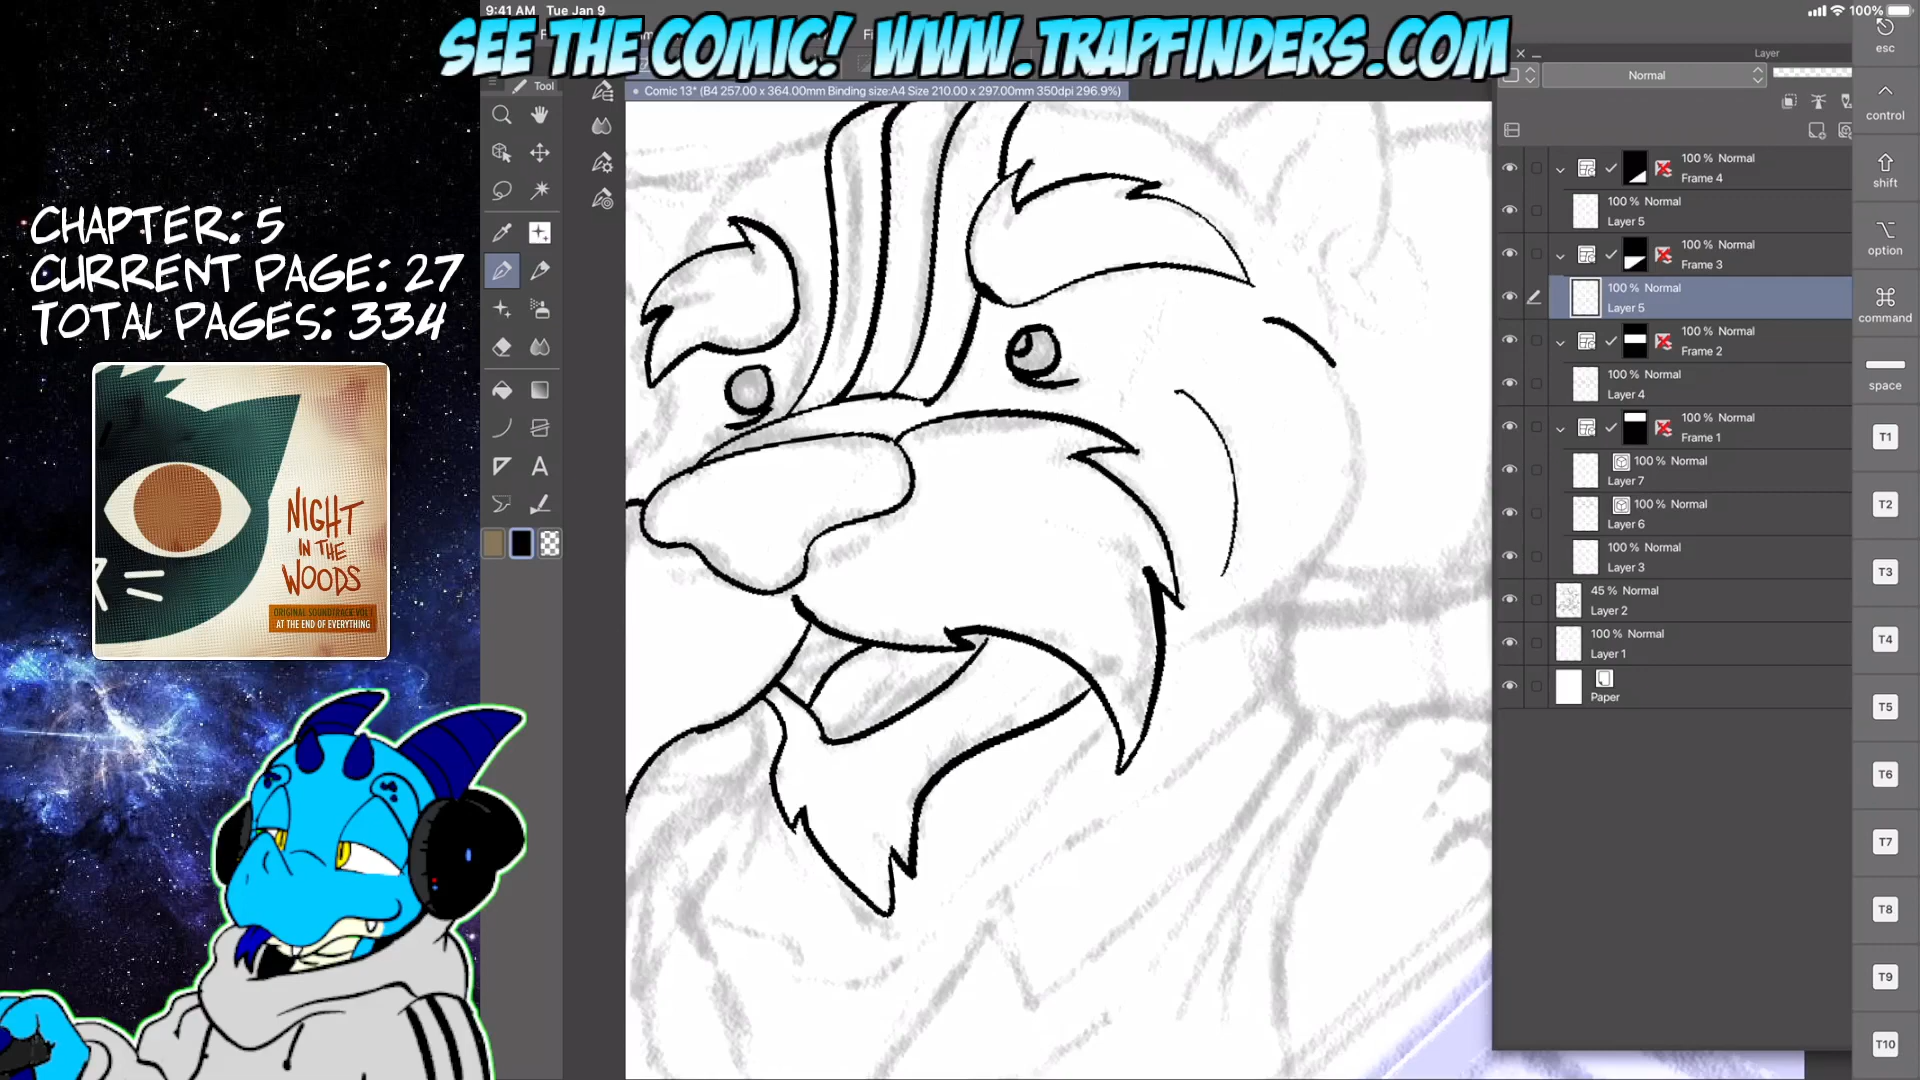 9:41 AM Tue Jan 9
100%
SEE THE COMIC! WWW.TRAPFINDERS.COM
CHAPTER: 5
CURRENT PAGE: 27
TOTAL PAGES: 334
NIGHT
IN THE
WOODS
ORIGINAL SOUNDTRACK VOL. 1
AT THE END OF EVERYTHING
Tool
Comic 13* (B4 257.00 x 364.00mm Binding size:A4 Size 210.00 x 297.00mm 350dpi 296.9%)
A
Layer
Normal
100 % Normal
Frame 4
100 % Normal
Layer 5
100 % Normal
Frame 3
100 % Normal
Layer 5
100 % Normal
Frame 2
100 % Normal
Layer 4
100 % Normal
Frame 1
100 % Normal
Layer 7
100 % Normal
Layer 6
100 % Normal
Layer 3
45 % Normal
Layer 2
100 % Normal
Layer 1
Paper
esc
control
shift
option
command
space
T1
T2
T3
T4
T5
T6
T7
T8
T9
T10